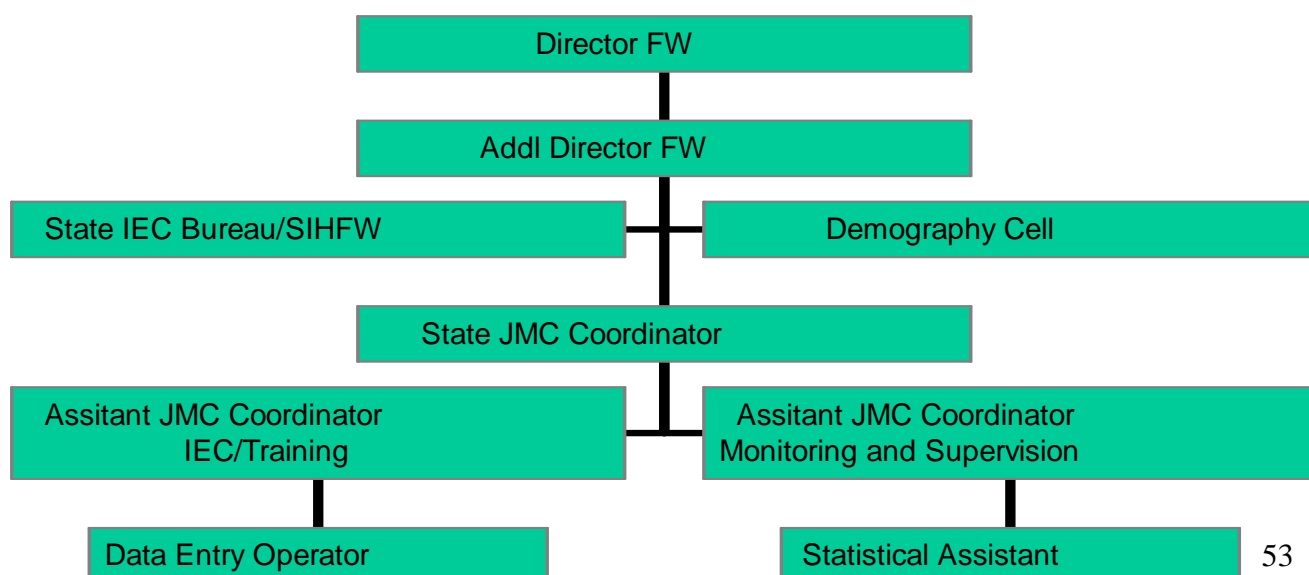 Director FW
Addl Director FW
State IEC Bureau/SIHFW
Demography Cell
State JMC Coordinator
Assitant JMC Coordinator
IEC/Training
Assitant JMC Coordinator
Monitoring and Supervision
Data Entry Operator
Statistical Assistant
53